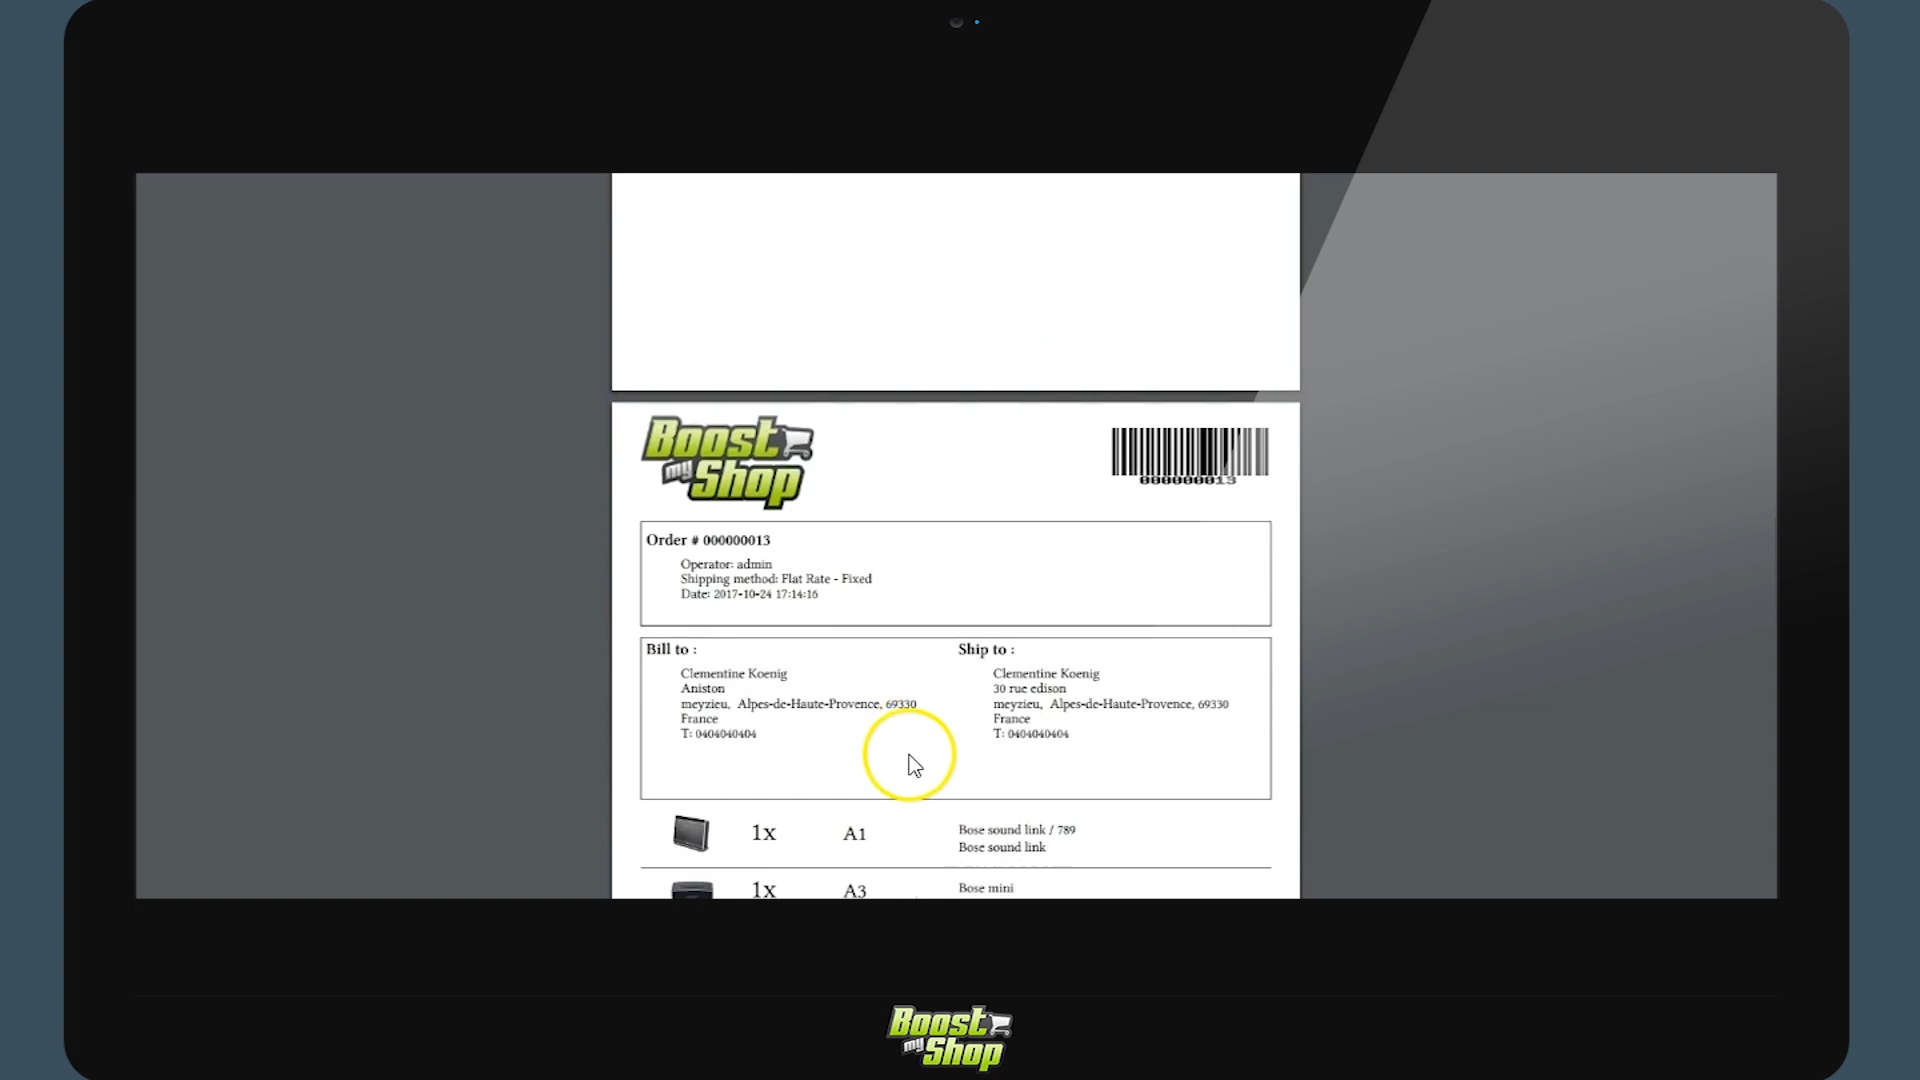 Boost
my Shop
000000013
Order # 000000013
Operator: admin
Shipping method: Flat Rate - Fixed
Date: 2017-10-24 17:14:16
Bill to :
Clementine Koenig
Aniston
meyzieu, Alpes-de-Haute-Provence, 69330
France
T: 0404040404
Ship to :
Clementine Koenig
30 rue edison
meyzieu, Alpes-de-Haute-Provence, 69330
France
T: 0404040404
1x A1 Bose sound link / 789
Bose sound link
1x A3 Bose mini
Boost
my Shop